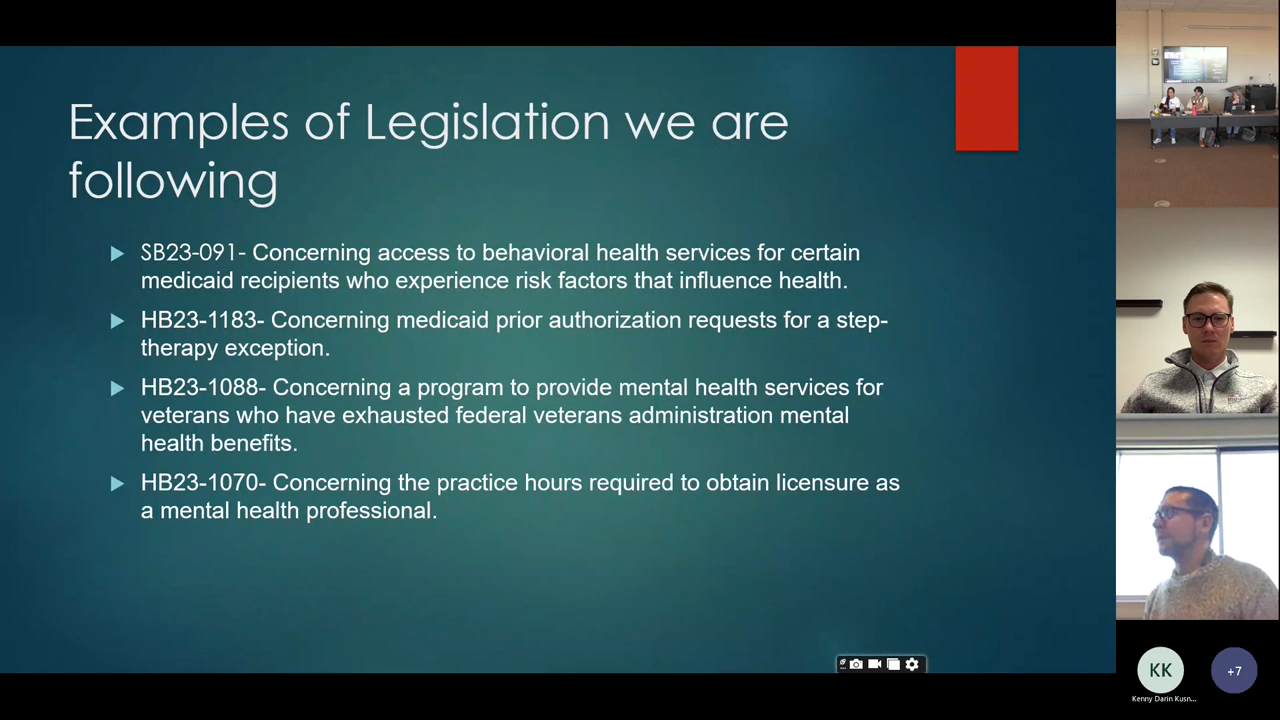 Examples of Legislation we are
following
SB23-091- Concerning access to behavioral health services for certain
medicaid recipients who experience risk factors that influence health.
HB23-1183- Concerning medicaid prior authorization requests for a step-
therapy exception.
HB23-1088- Concerning a program to provide mental health services for
veterans who have exhausted federal veterans administration mental
health benefits.
HB23-1070- Concerning the practice hours required to obtain licensure as
a mental health professional.
KK
+7
Kenny Darin Kusn...